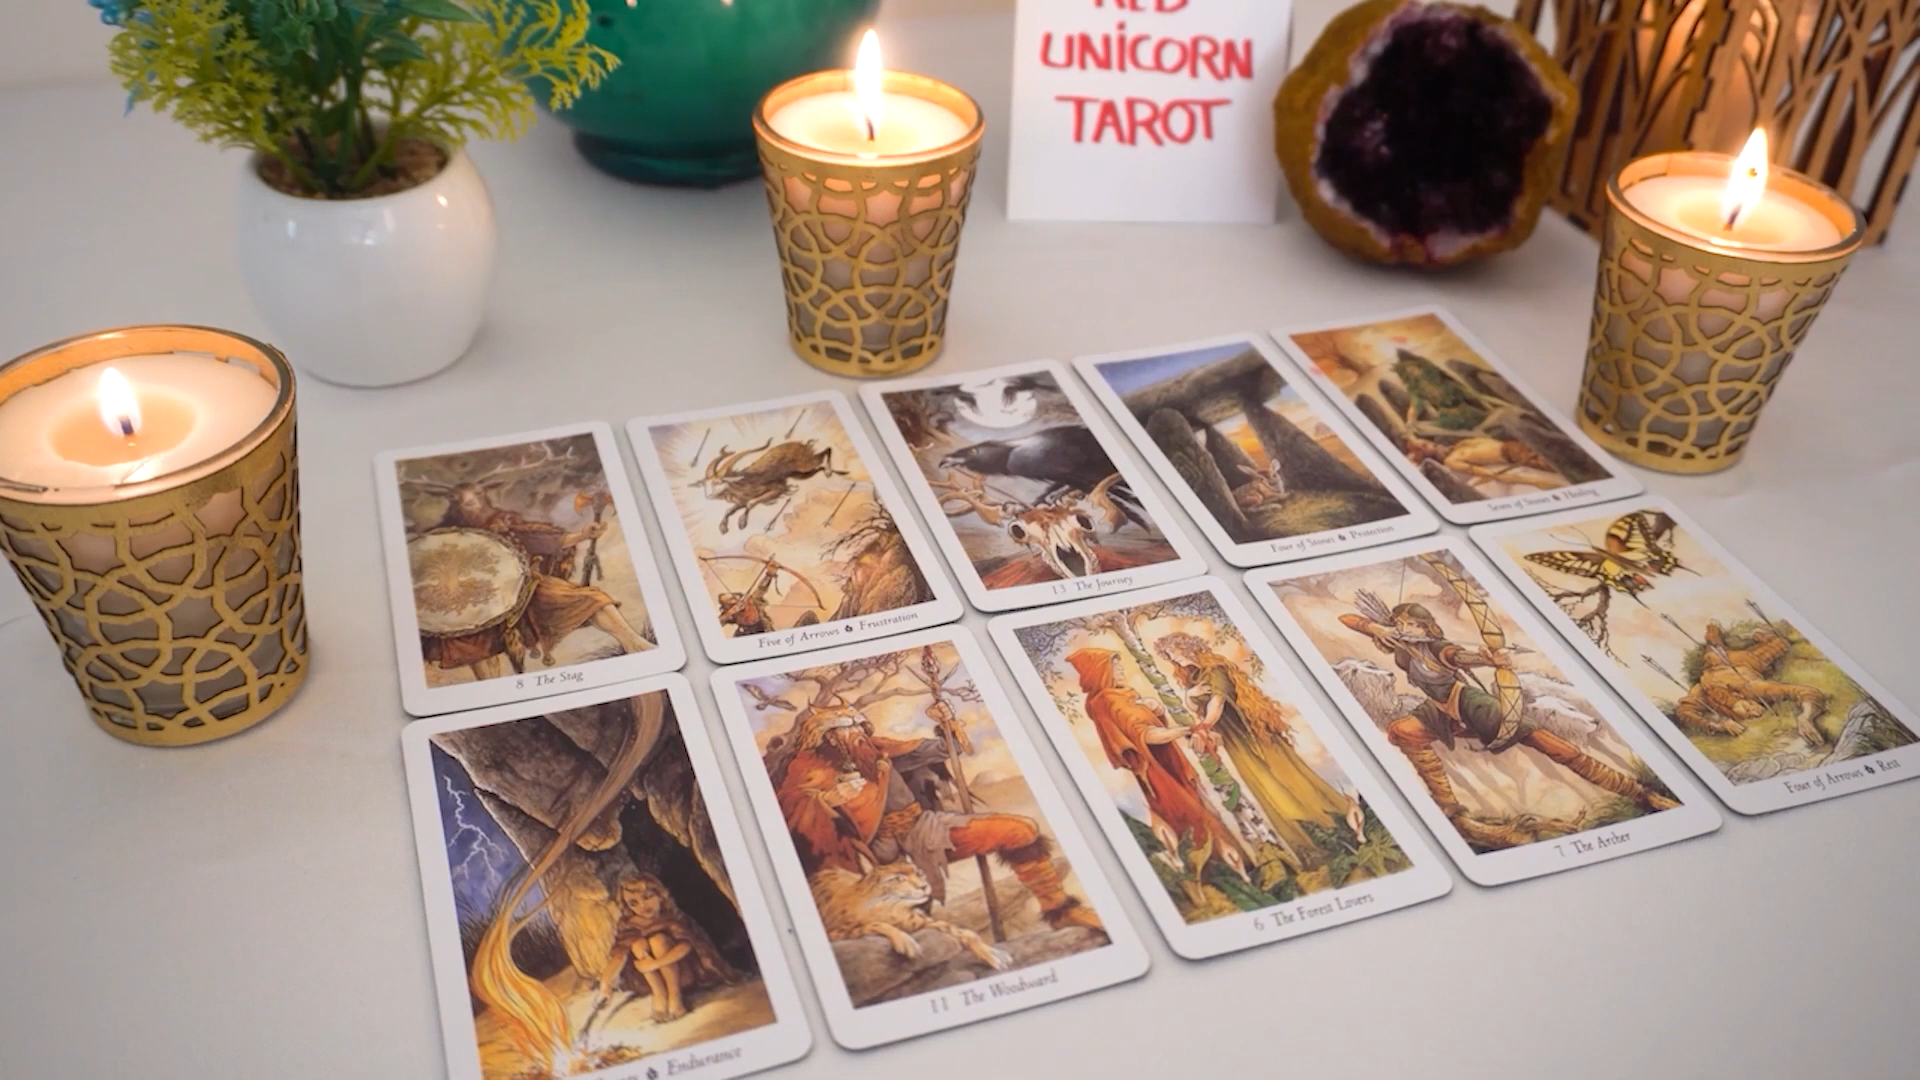 RED
UNiCORN
TAROT
8 The Stag
Five of Arrows Frustration
13 The Journey
Four of Stones Protection
Seven of Stones Healing
Endurance
11 The Woodward
6 The Forest Lovers
7 The Archer
Four of Arrows Rest